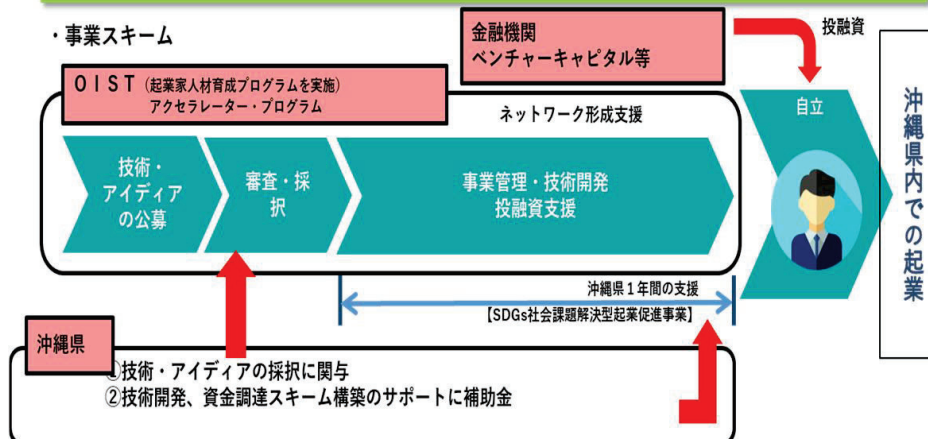 ・事業スキーム
金融機関
ベンチャーキャピタル等
投融資
OIST（起業家人材育成プログラムを実施）
アクセラレーター・プログラム
ネットワーク形成支援
技術・
アイディア
の公募
審査・採
択
事業管理・技術開発
投融資支援
自立
沖縄県内での起業
沖縄県１年間の支援
【SDGs社会課題解決型起業促進事業】
沖縄県
①技術・アイディアの採択に関与
②技術開発、資金調達スキーム構築のサポートに補助金